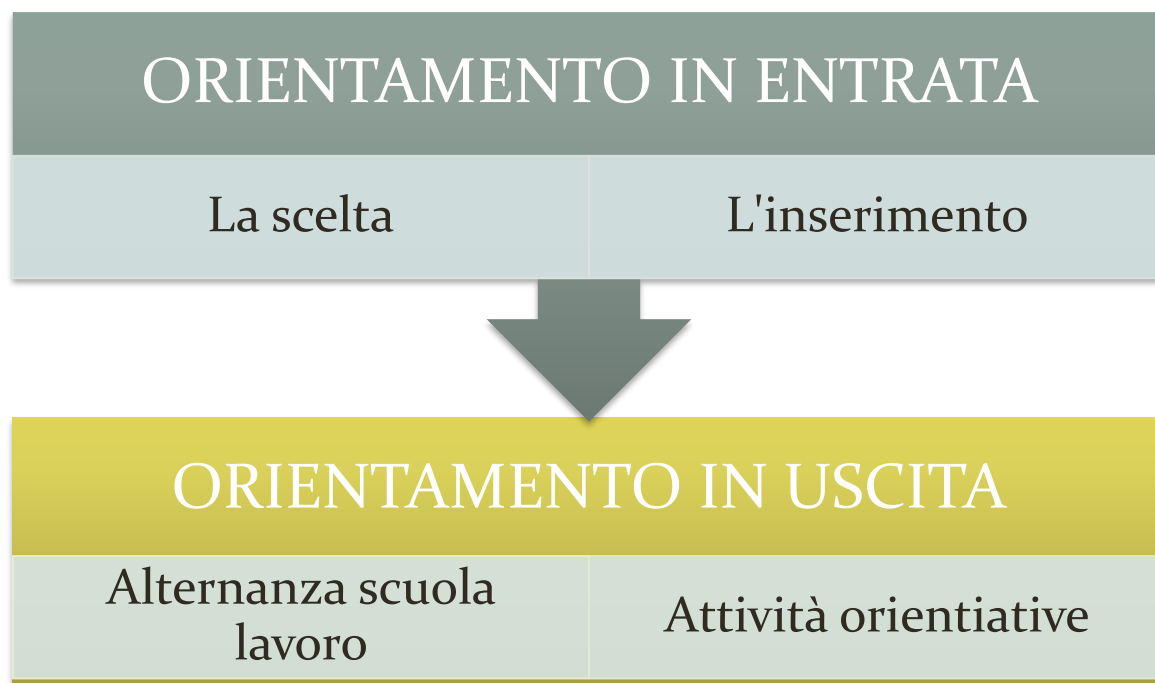 ORIENTAMENTO IN ENTRATA
La scelta
L'inserimento
ORIENTAMENTO IN USCITA
Alternanza scuola
lavoro
Attività orientiative